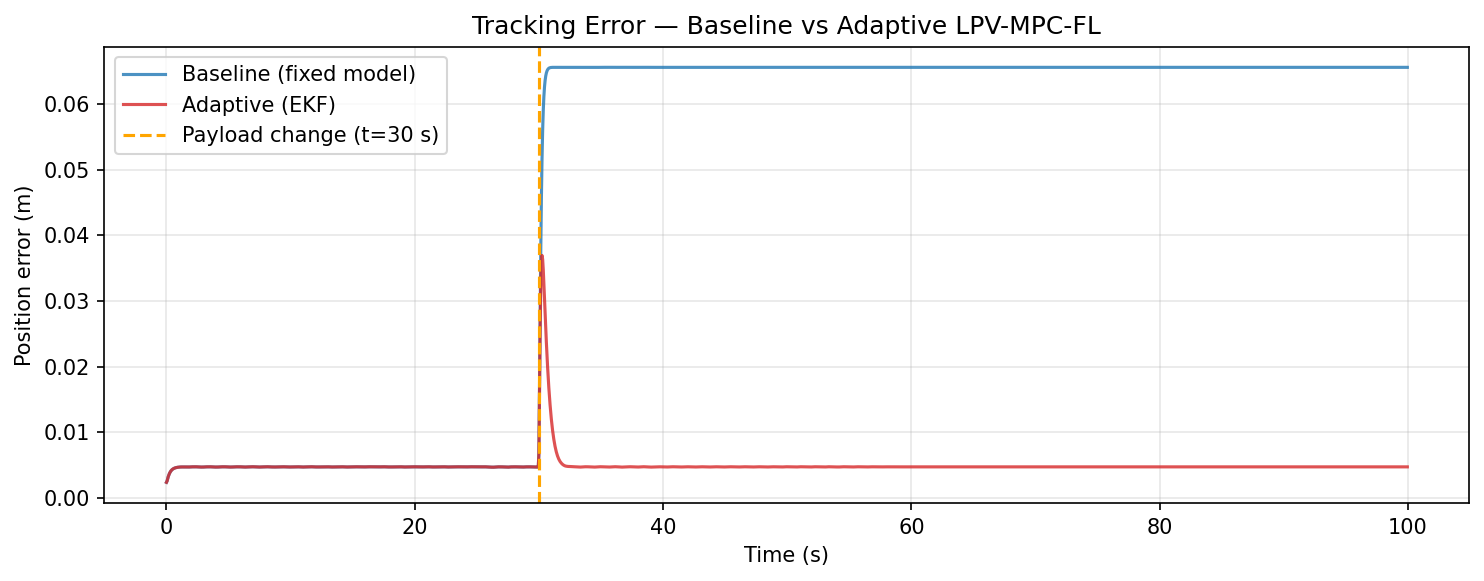 Tracking Error — Baseline vs Adaptive LPV-MPC-FL
Baseline (fixed model)
Adaptive (EKF)
Payload change (t=30 s)
Position error (m)
0.06
0.05
0.04
0.03
0.02
0.01
0.00
0 20 40 60 80 100
Time (s)